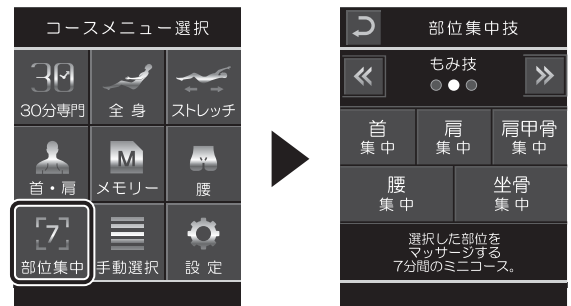 コースメニュー選択
30
30分専門
全身
ストレッチ
首・肩
M
メモリー
腰
7
部位集中
手動選択
設定
部位集中技
もみ技
首
集中
肩
集中
肩甲骨
集中
腰
集中
坐骨
集中
選択した部位を
マッサージする
7分間のミニコース。